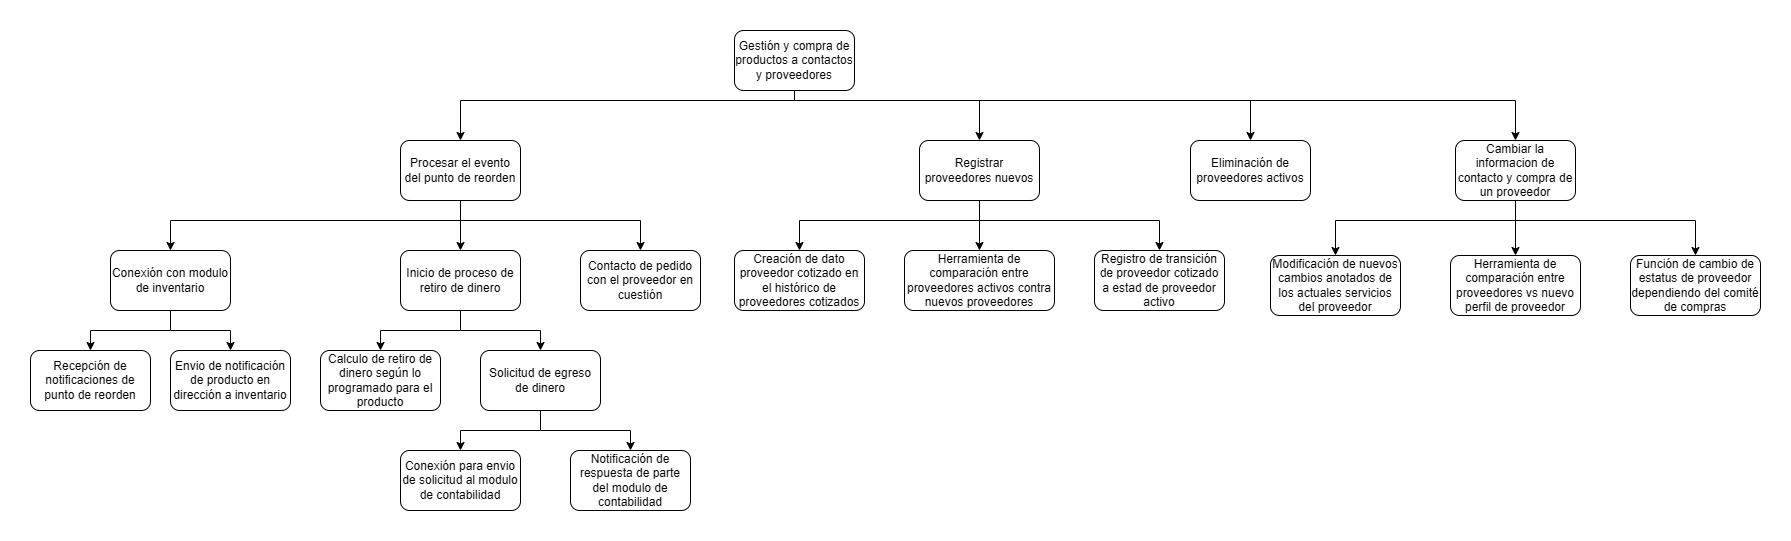 Gestión y compra de
productos a contactos
y proveedores
Procesar el evento
del punto de reorden
Registrar
proveedores nuevos
Eliminación de
proveedores activos
Cambiar la
informacion de
contacto y compra de
un proveedor
Conexión con modulo
de inventario
Inicio de proceso de
retiro de dinero
Contacto de pedido
con el proveedor en
cuestión
Creación de dato
proveedor cotizado en
el histórico de
proveedores cotizados
Herramienta de
comparación entre
proveedores activos contra
nuevos proveedores
Registro de transición
de proveedor cotizado
a estad de proveedor
activo
Modificación de nuevos
cambios anotados de
los actuales servicios
del proveedor
Herramienta de
comparación entre
proveedores vs nuevo
perfil de proveedor
Función de cambio de
estatus de proveedor
dependiendo del comité
de compras
Recepción de
notificaciones de
punto de reorden
Envio de notificación
de producto en
dirección a inventario
Calculo de retiro de
dinero según lo
programado para el
producto
Solicitud de egreso
de dinero
Conexión para envio
de solicitud al modulo
de contabilidad
Notificación de
respuesta de parte
del modulo de
contabilidad